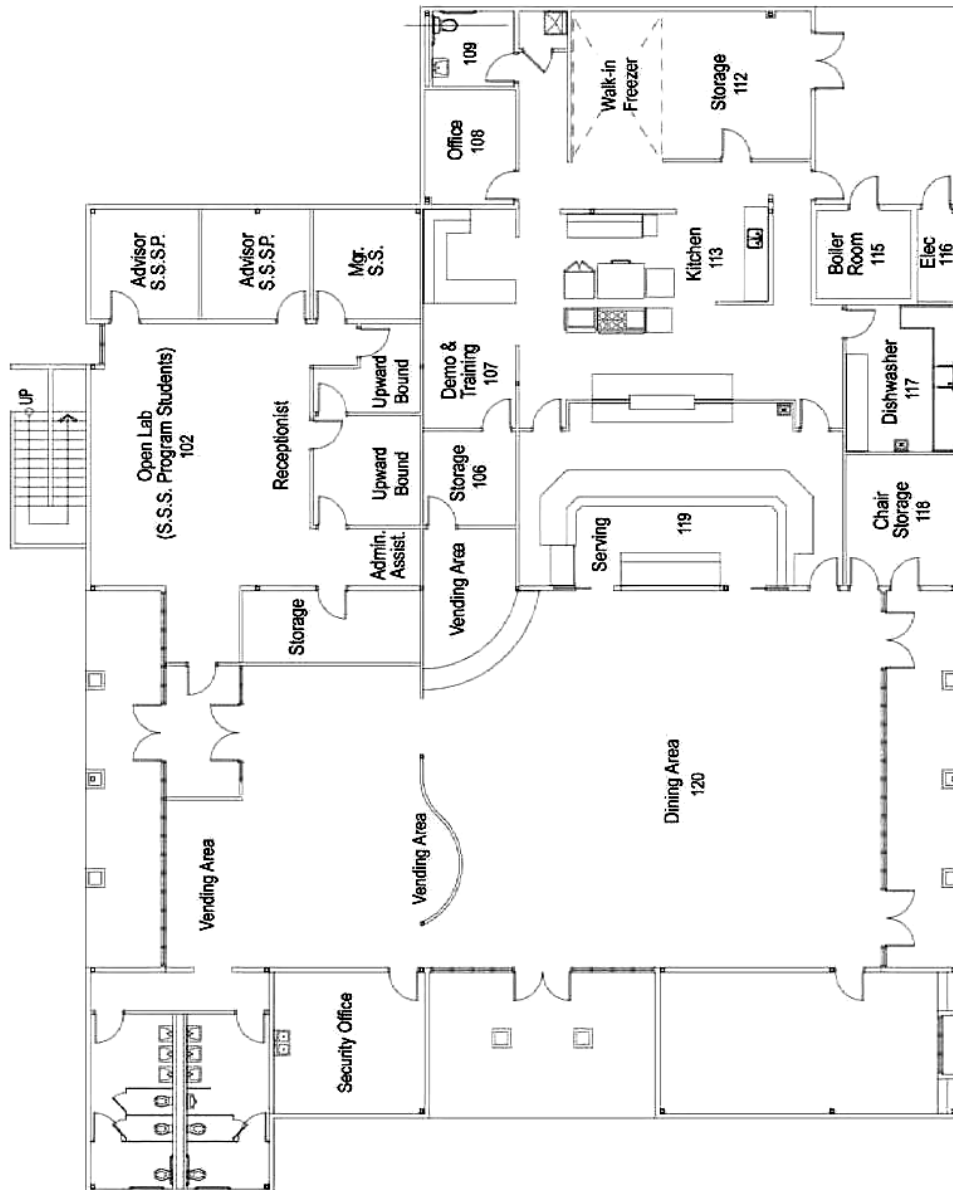 109
Office
108
Walk-in
Freezer
Storage
112
Advisor
S.S.S.P.
Advisor
S.S.S.P.
Mgr.
S.S.
Kitchen
113
Boiler
Room
115
Elec
116
UP
Open Lab
(S.S.S. Program Students)
102
Receptionist
Upward
Bound
Demo &
Training
107
Dishwasher
117
Upward
Bound
Storage
106
Admin.
Assist.
Vending Area
Serving
119
Chair
Storage
118
Storage
Vending Area
Vending Area
Dining Area
120
Security Office